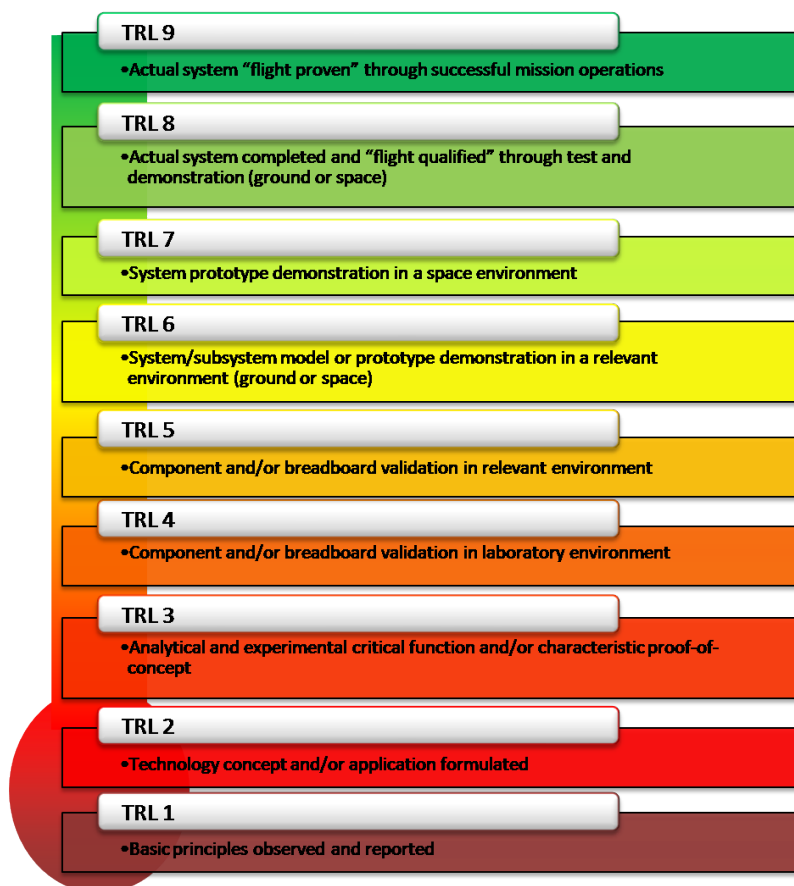 TRL 9
•Actual system “flight proven” through successful mission operations
TRL 8
•Actual system completed and “flight qualified” through test and
demonstration (ground or space)
TRL 7
•System prototype demonstration in a space environment
TRL 6
•System/subsystem model or prototype demonstration in a relevant
environment (ground or space)
TRL 5
•Component and/or breadboard validation in relevant environment
TRL 4
•Component and/or breadboard validation in laboratory environment
TRL 3
•Analytical and experimental critical function and/or characteristic proof-of-
concept
TRL 2
•Technology concept and/or application formulated
TRL 1
•Basic principles observed and reported